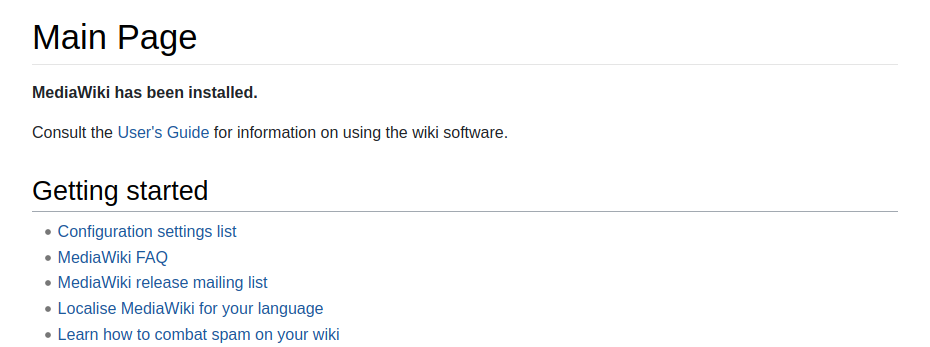 Main Page
MediaWiki has been installed.
Consult the User's Guide for information on using the wiki software.
Getting started
Configuration settings list
MediaWiki FAQ
MediaWiki release mailing list
Localise MediaWiki for your language
Learn how to combat spam on your wiki